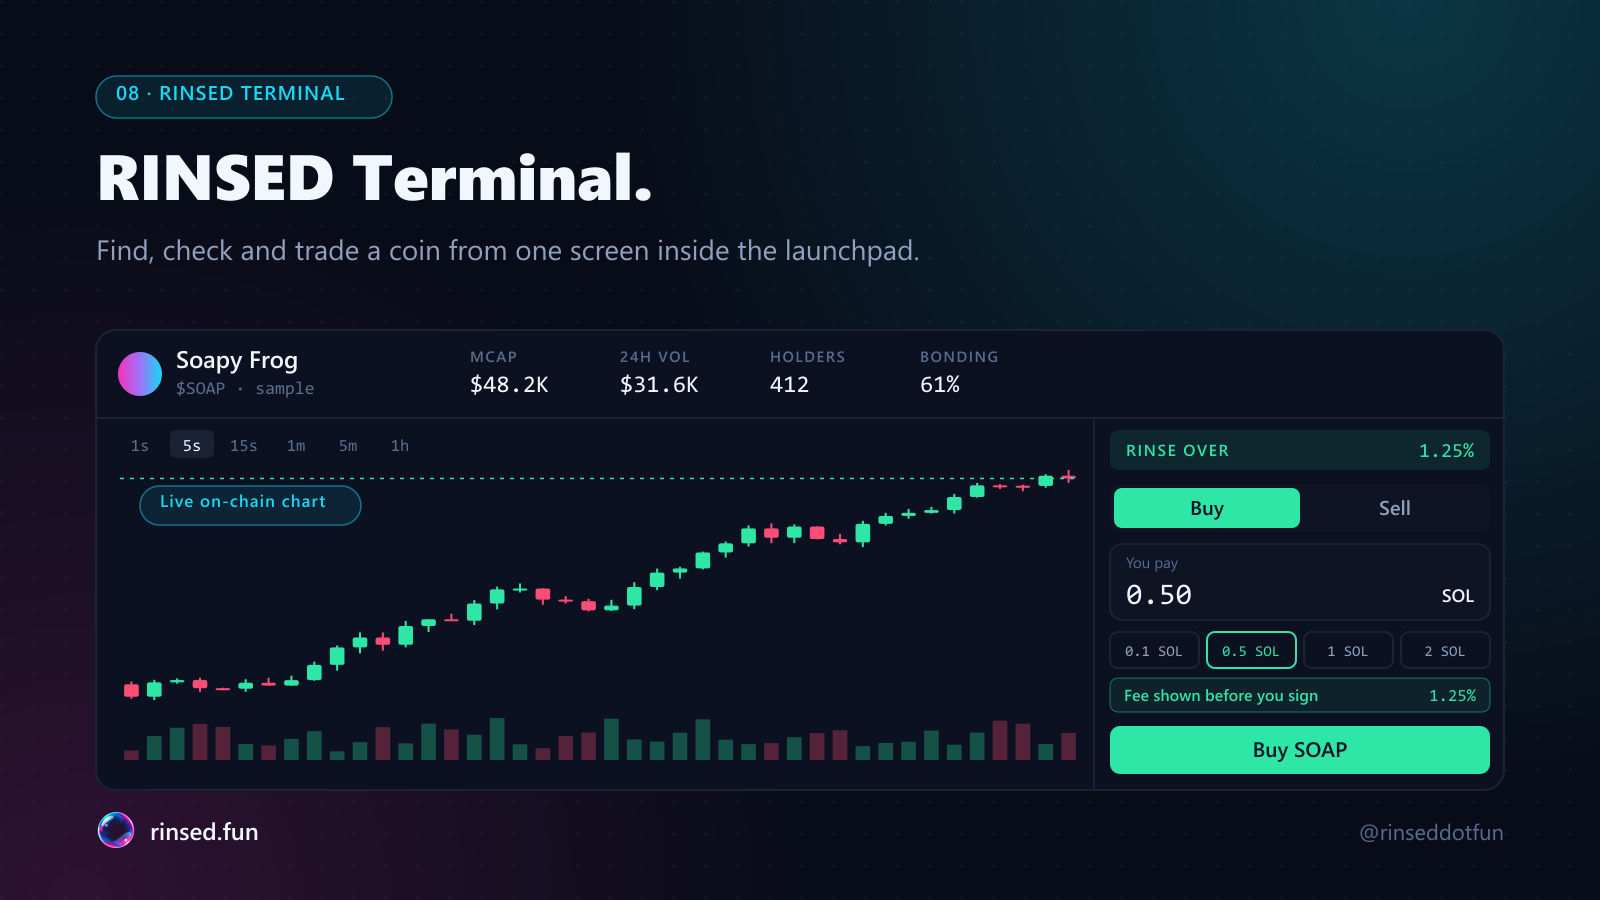 08 · RINSED TERMINAL
RINSED Terminal.
Find, check and trade a coin from one screen inside the launchpad.
Soapy Frog
$SOAP · sample
MCAP
$48.2K
24H VOL
$31.6K
HOLDERS
412
BONDING
61%
1s 5s 15s 1m 5m 1h
Live on-chain chart
RINSE OVER 1.25%
Buy Sell
You pay
0.50 SOL
0.1 SOL 0.5 SOL 1 SOL 2 SOL
Fee shown before you sign 1.25%
Buy SOAP
rinsed.fun
@rinseddotfun